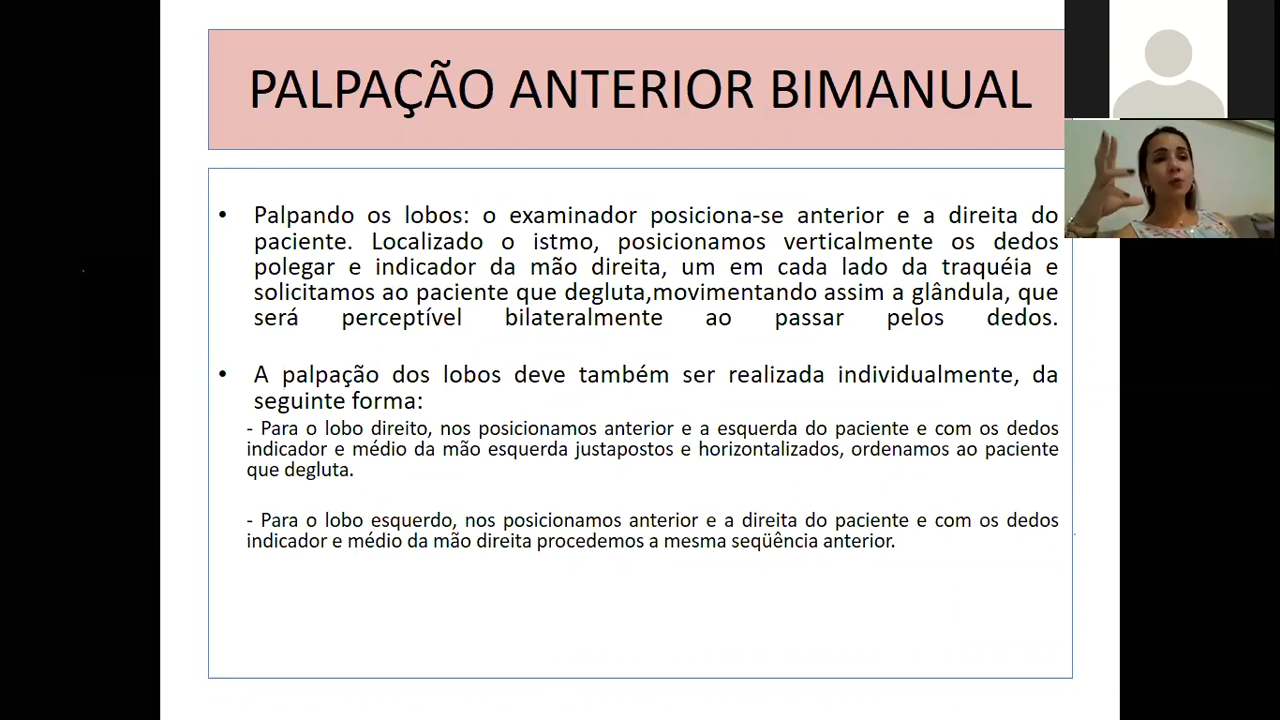 PALPAÇÃO ANTERIOR BIMANUAL
• Palpando os lobos: o examinador posiciona-se anterior e a direita do
paciente. Localizado o istmo, posicionamos verticalmente os dedos
polegar e indicador da mão direita, um em cada lado da traquéia e
solicitamos ao paciente que degluta,movimentando assim a glândula, que
será perceptível bilateralmente ao passar pelos dedos.
• A palpação dos lobos deve também ser realizada individualmente, da
seguinte forma:
- Para o lobo direito, nos posicionamos anterior e a esquerda do paciente e com os dedos
indicador e médio da mão esquerda justapostos e horizontalizados, ordenamos ao paciente
que degluta.
- Para o lobo esquerdo, nos posicionamos anterior e a direita do paciente e com os dedos
indicador e médio da mão direita procedemos a mesma seqüência anterior.